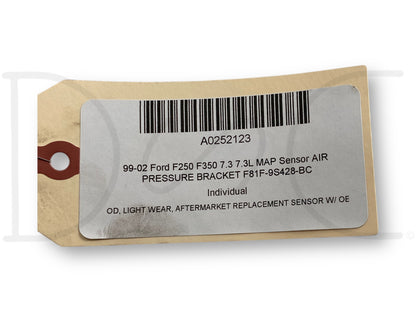 A0252123
99-02 Ford F250 F350 7.3 7.3L MAP Sensor AIR
PRESSURE BRACKET F81F-9S428-BC
Individual
OD, LIGHT WEAR, AFTERMARKET REPLACEMENT SENSOR W/ OE